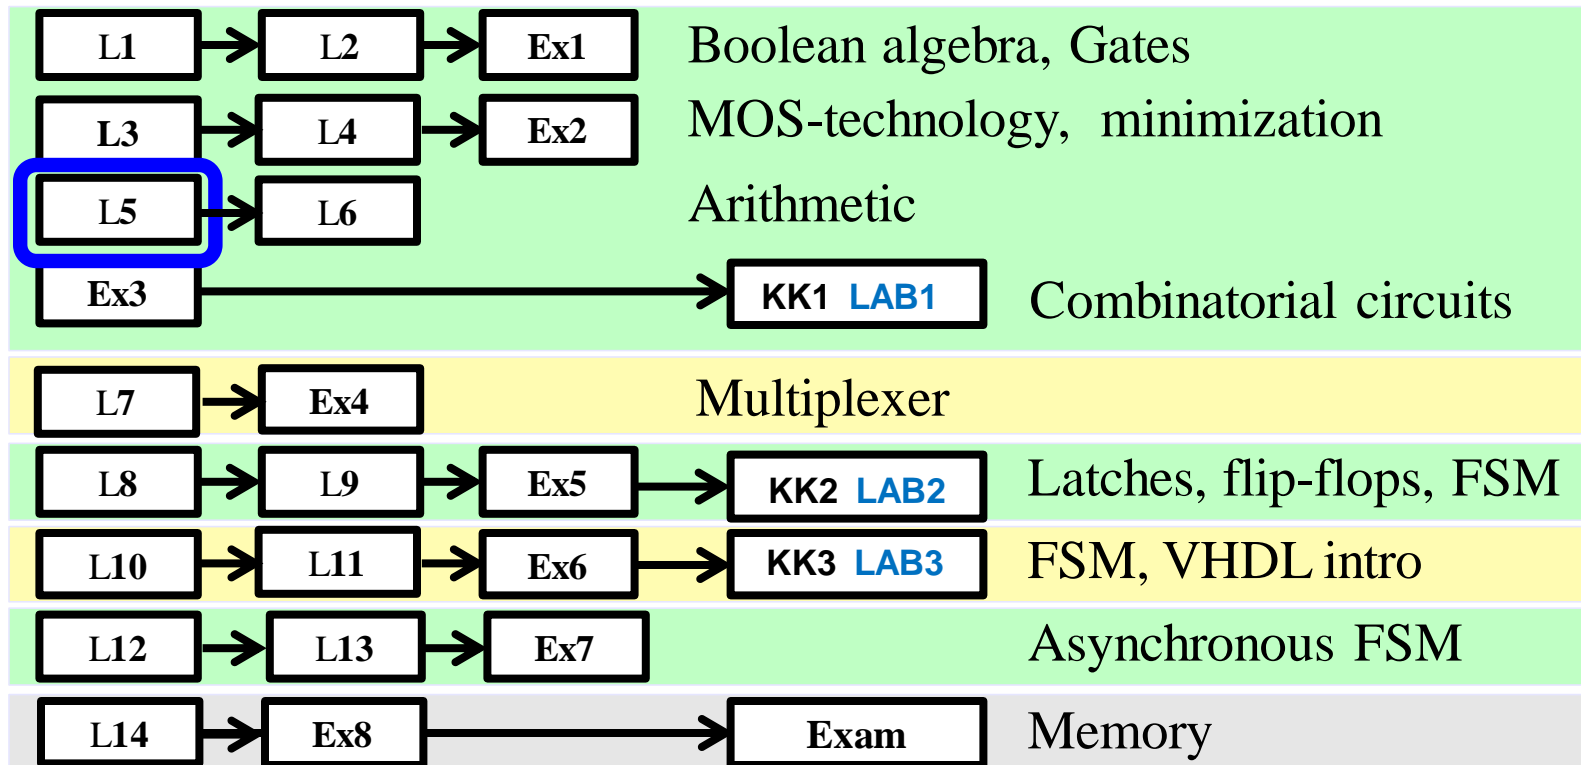 L1 L2 Ex1 Boolean algebra, Gates
L3 L4 Ex2 MOS-technology, minimization
L5 L6 Arithmetic
Ex3 KK1 LAB1 Combinatorial circuits
L7 Ex4 Multiplexer
L8 L9 Ex5 KK2 LAB2 Latches, flip-flops, FSM
L10 L11 Ex6 KK3 LAB3 FSM, VHDL intro
L12 L13 Ex7 Asynchronous FSM
L14 Ex8 Exam Memory